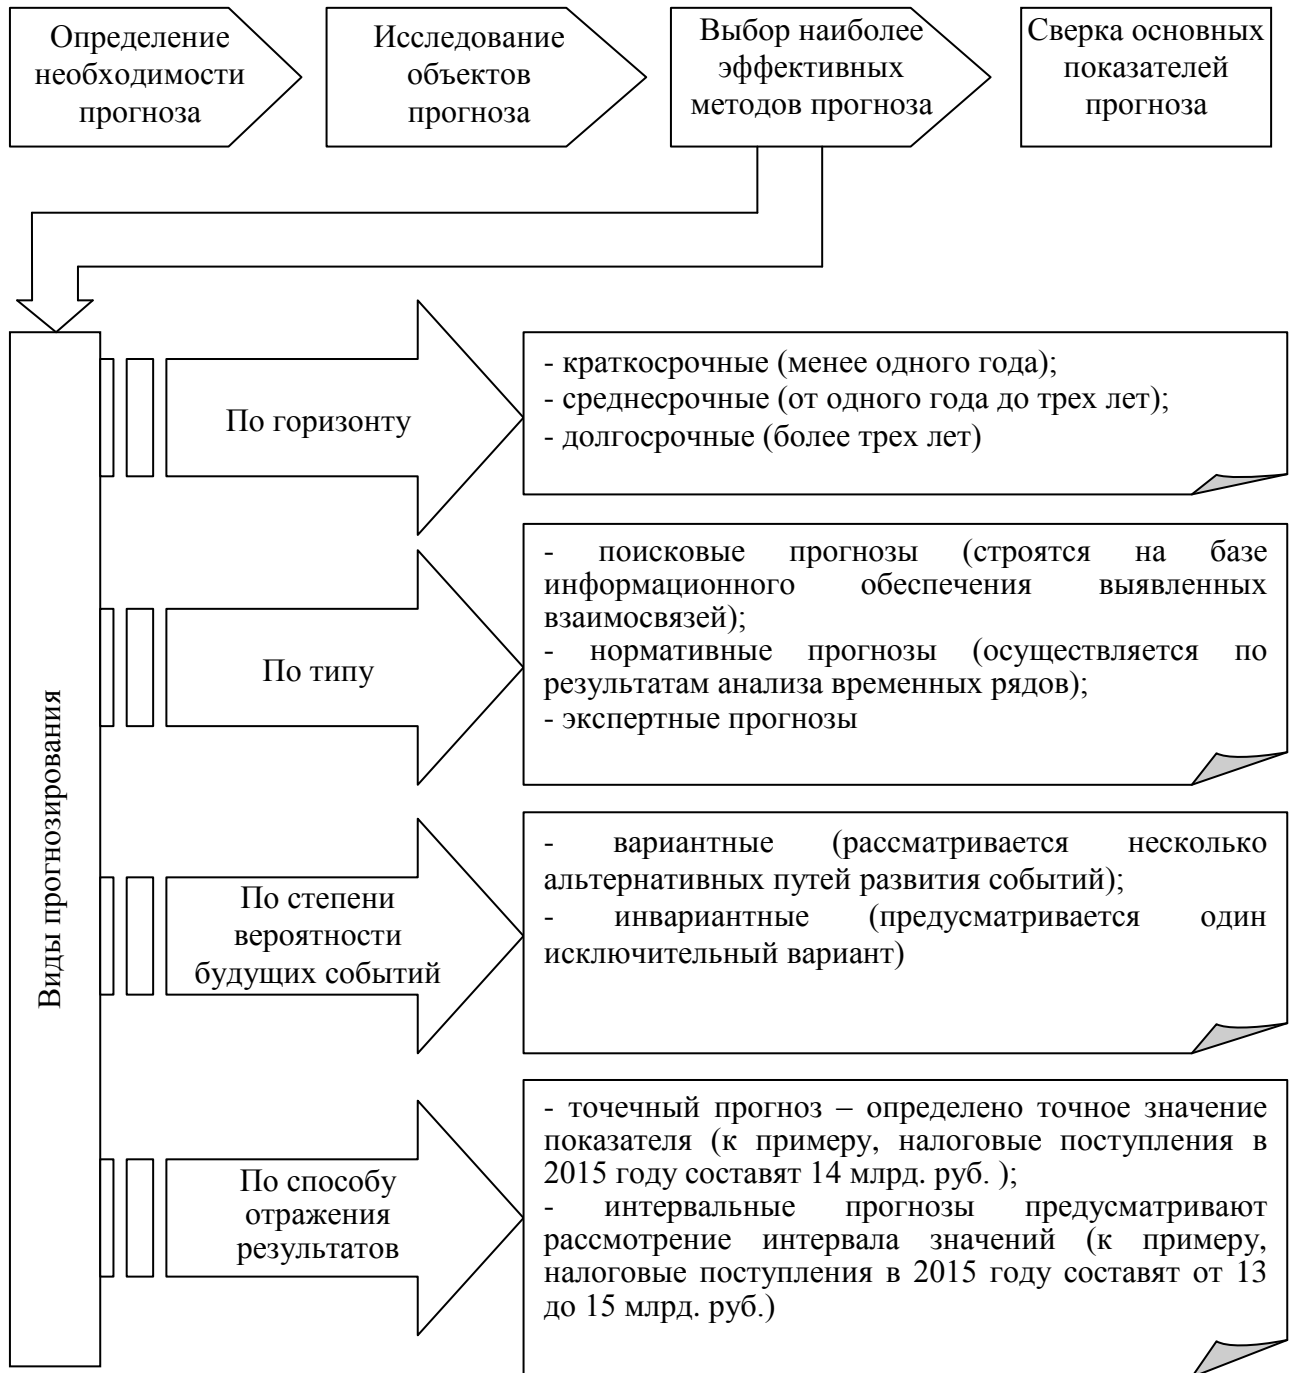 Определение
необходимости
прогноза
Исследование
объектов
прогноза
Выбор наиболее
эффективных
методов прогноза
Сверка основных
показателей
прогноза
Виды прогнозирования
По горизонту
- краткосрочные (менее одного года);
- среднесрочные (от одного года до трех лет);
- долгосрочные (более трех лет)
По типу
- поисковые прогнозы (строятся на базе
информационного обеспечения выявленных
взаимосвязей);
- нормативные прогнозы (осуществляется по
результатам анализа временных рядов);
- экспертные прогнозы
По степени
вероятности
будущих событий
- вариантные (рассматривается несколько
альтернативных путей развития событий);
- инвариантные (предусматривается один
исключительный вариант)
По способу
отражения
результатов
- точечный прогноз – определено точное значение
показателя (к примеру, налоговые поступления в
2015 году составят 14 млрд. руб. );
- интервальные прогнозы предусматривают
рассмотрение интервала значений (к примеру,
налоговые поступления в 2015 году составят от 13
до 15 млрд. руб.)